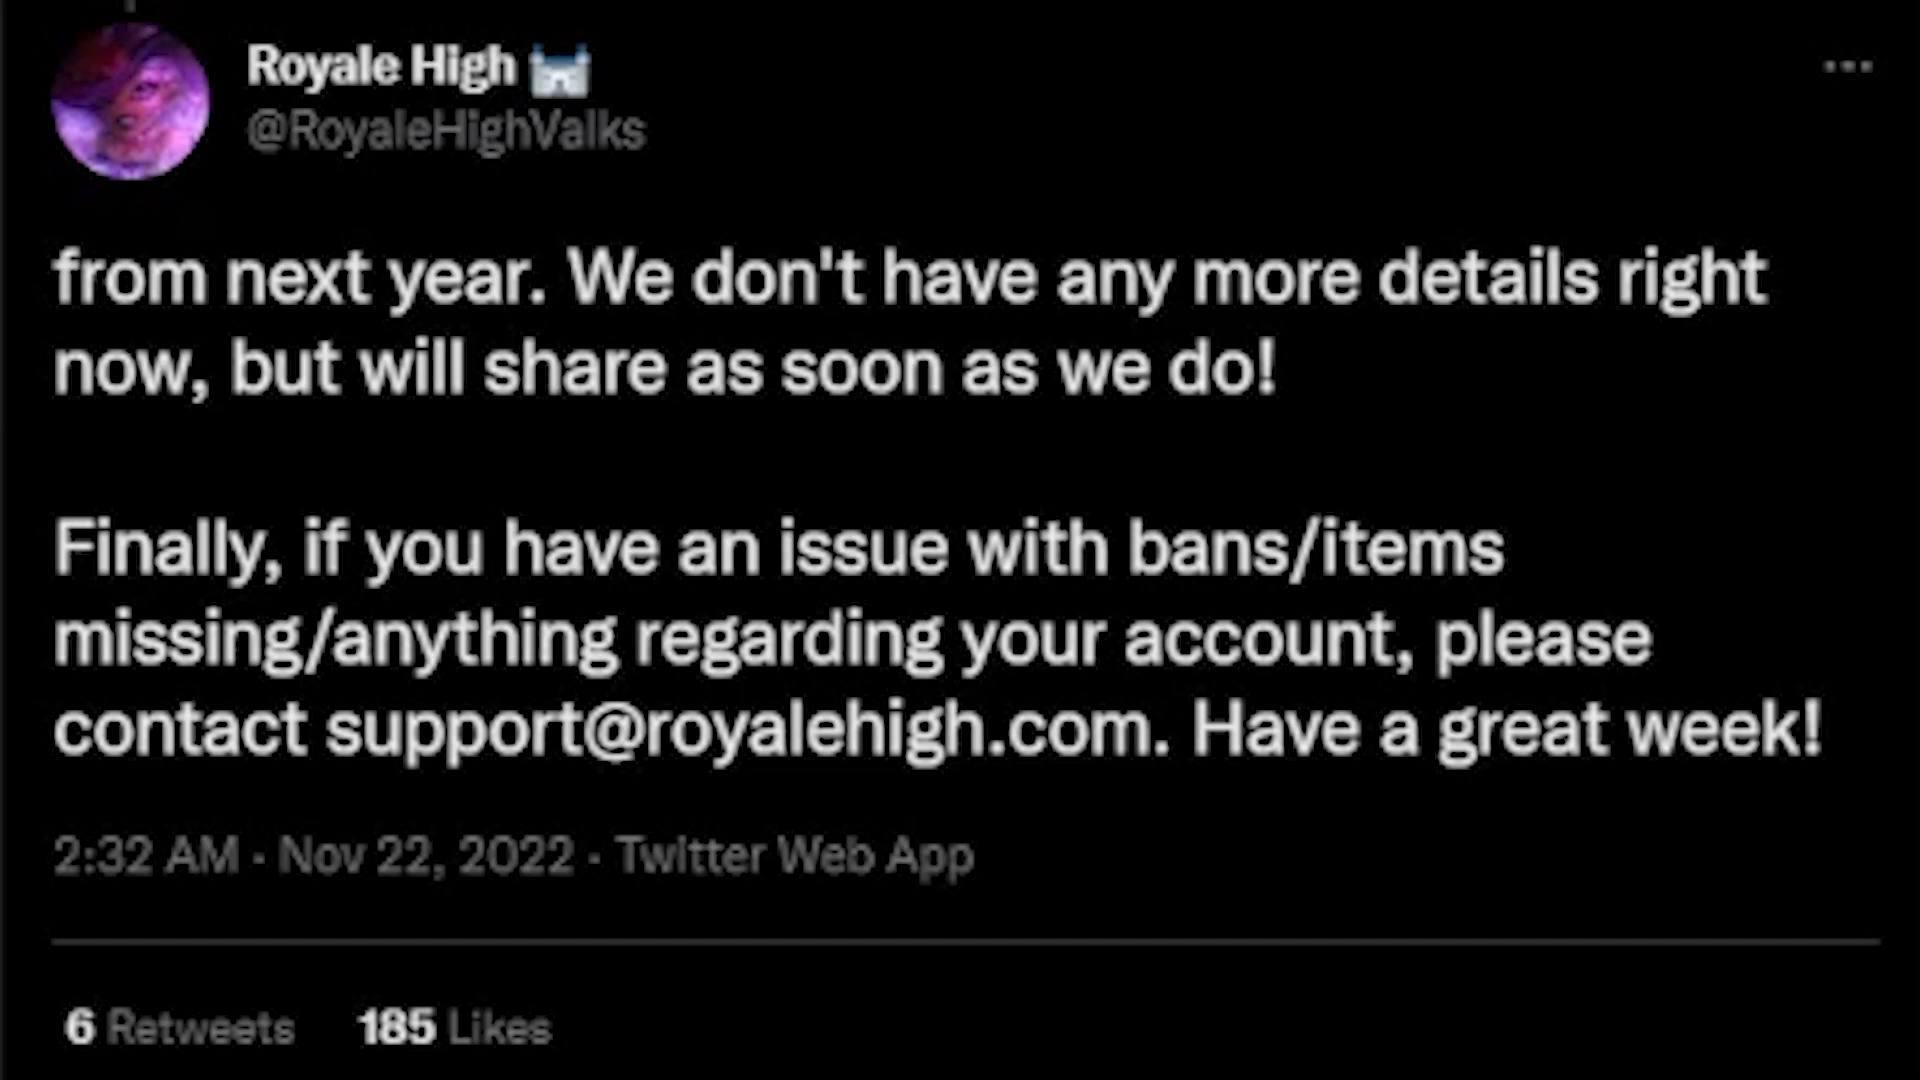 Royale High
@RoyaleHighValks
from next year. We don't have any more details right
now, but will share as soon as we do!
Finally, if you have an issue with bans/items
missing/anything regarding your account, please
contact support@royalehigh.com. Have a great week!
2:32 AM · Nov 22, 2022 · Twitter Web App
6 Retweets 185 Likes